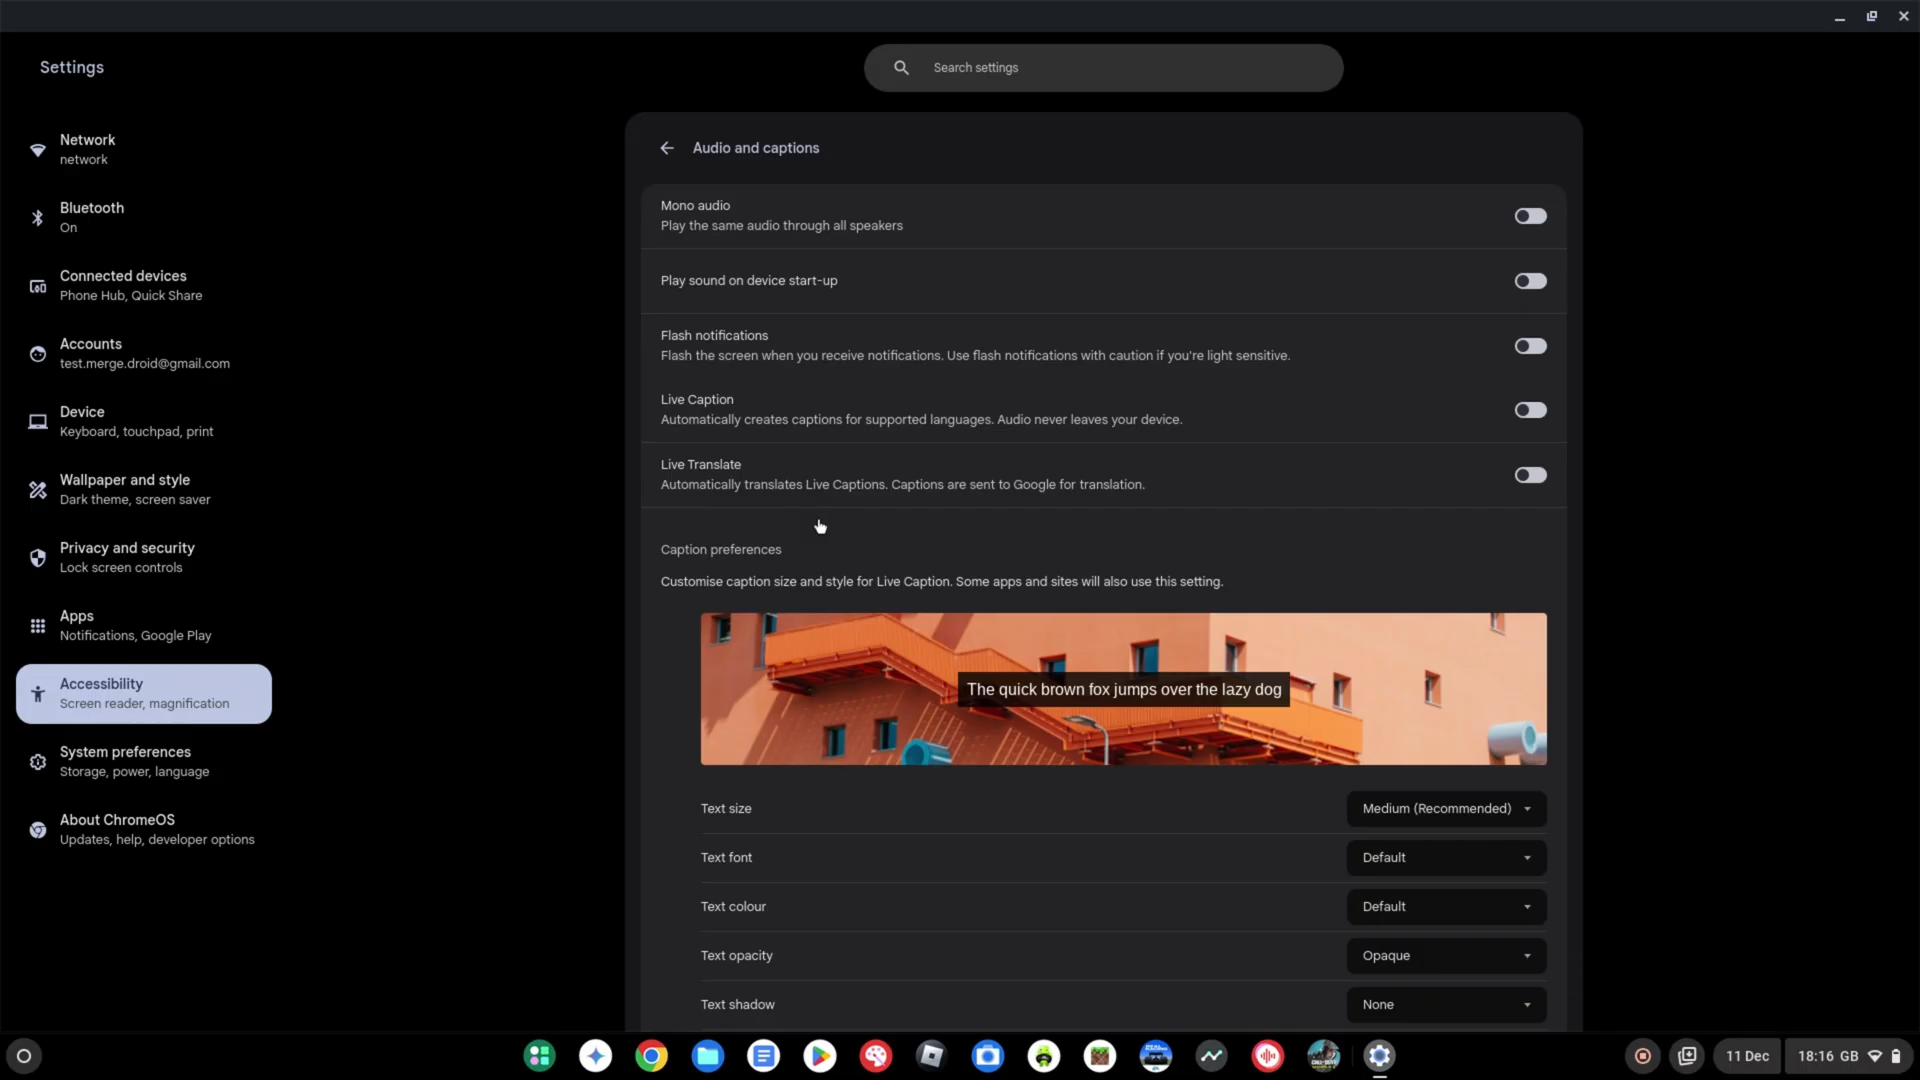 Settings
Search settings
Network
network
Bluetooth
On
Connected devices
Phone Hub, Quick Share
Accounts
test.merge.droid@gmail.com
Device
Keyboard, touchpad, print
Wallpaper and style
Dark theme, screen saver
Privacy and security
Lock screen controls
Apps
Notifications, Google Play
Accessibility
Screen reader, magnification
System preferences
Storage, power, language
About ChromeOS
Updates, help, developer options
Audio and captions
Mono audio
Play the same audio through all speakers
Play sound on device start-up
Flash notifications
Flash the screen when you receive notifications. Use flash notifications with caution if you're light sensitive.
Live Caption
Automatically creates captions for supported languages. Audio never leaves your device.
Live Translate
Automatically translates Live Captions. Captions are sent to Google for translation.
Caption preferences
Customise caption size and style for Live Caption. Some apps and sites will also use this setting.
The quick brown fox jumps over the lazy dog
Text size Medium (Recommended)
Text font Default
Text colour Default
Text opacity Opaque
Text shadow None
11 Dec 18:16 GB